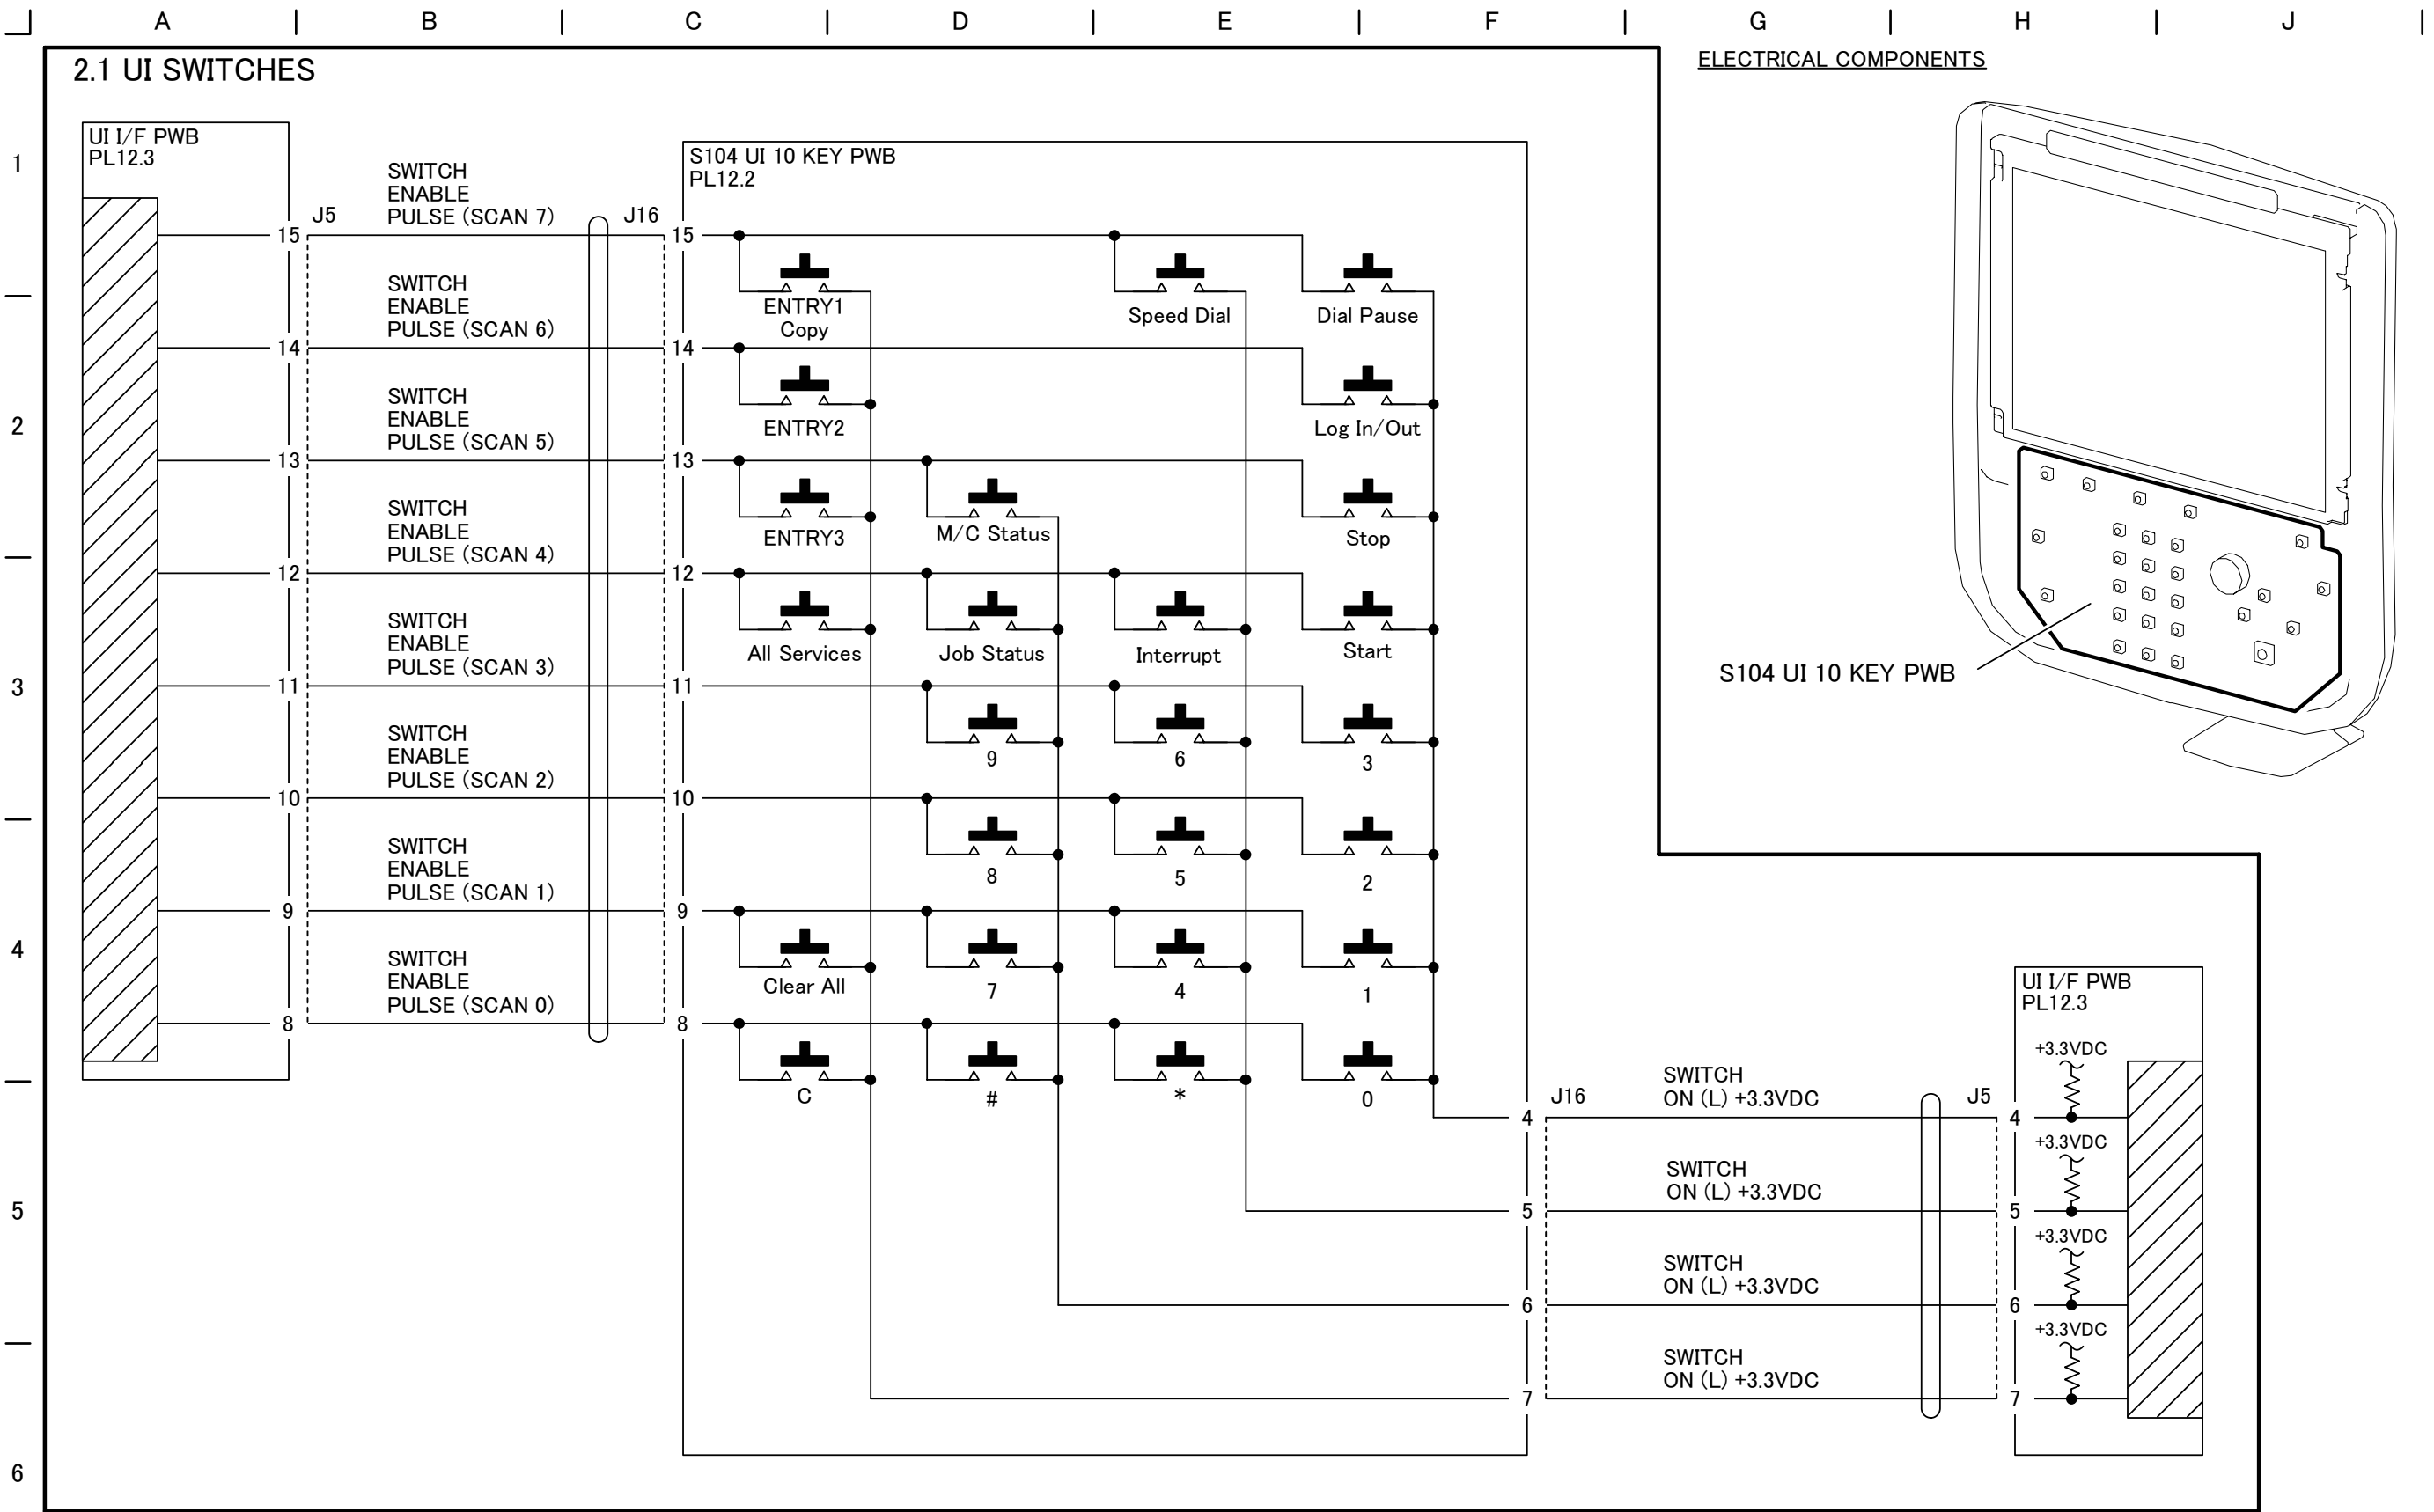 A B C D E F G H J
2.1 UI SWITCHES
ELECTRICAL COMPONENTS
1
2
3
4
5
6
UI I/F PWB
PL12.3
SWITCH
ENABLE
PULSE (SCAN 7)
J5
J16
15
15
SWITCH
ENABLE
PULSE (SCAN 6)
14
14
SWITCH
ENABLE
PULSE (SCAN 5)
13
13
SWITCH
ENABLE
PULSE (SCAN 4)
12
12
SWITCH
ENABLE
PULSE (SCAN 3)
11
11
SWITCH
ENABLE
PULSE (SCAN 2)
10
10
SWITCH
ENABLE
PULSE (SCAN 1)
9
9
SWITCH
ENABLE
PULSE (SCAN 0)
8
8
S104 UI 10 KEY PWB
PL12.2
ENTRY1
Copy
Speed Dial
Dial Pause
ENTRY2
Log In/Out
ENTRY3
M/C Status
Stop
All Services
Job Status
Interrupt
Start
9
6
3
8
5
2
Clear All
7
4
1
C
#
*
0
S104 UI 10 KEY PWB
UI I/F PWB
PL12.3
J16
J5
SWITCH
ON (L) +3.3VDC
4
4
+3.3VDC
SWITCH
ON (L) +3.3VDC
5
5
+3.3VDC
SWITCH
ON (L) +3.3VDC
6
6
+3.3VDC
SWITCH
ON (L) +3.3VDC
7
7
+3.3VDC